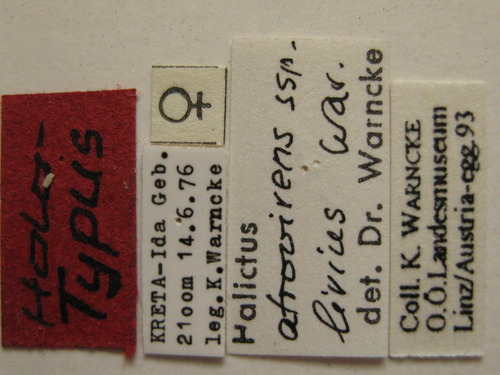 Holo-
Typus
♀
KRETA-Ida Geb.
2100m 14.6.76
leg.K.Warncke
Halictus
atrovirens ssp.
livius War.
det. Dr. Warncke
Coll. K. WARNCKE
O.Ö.Landesmuseum
Linz/Austria-egg.93